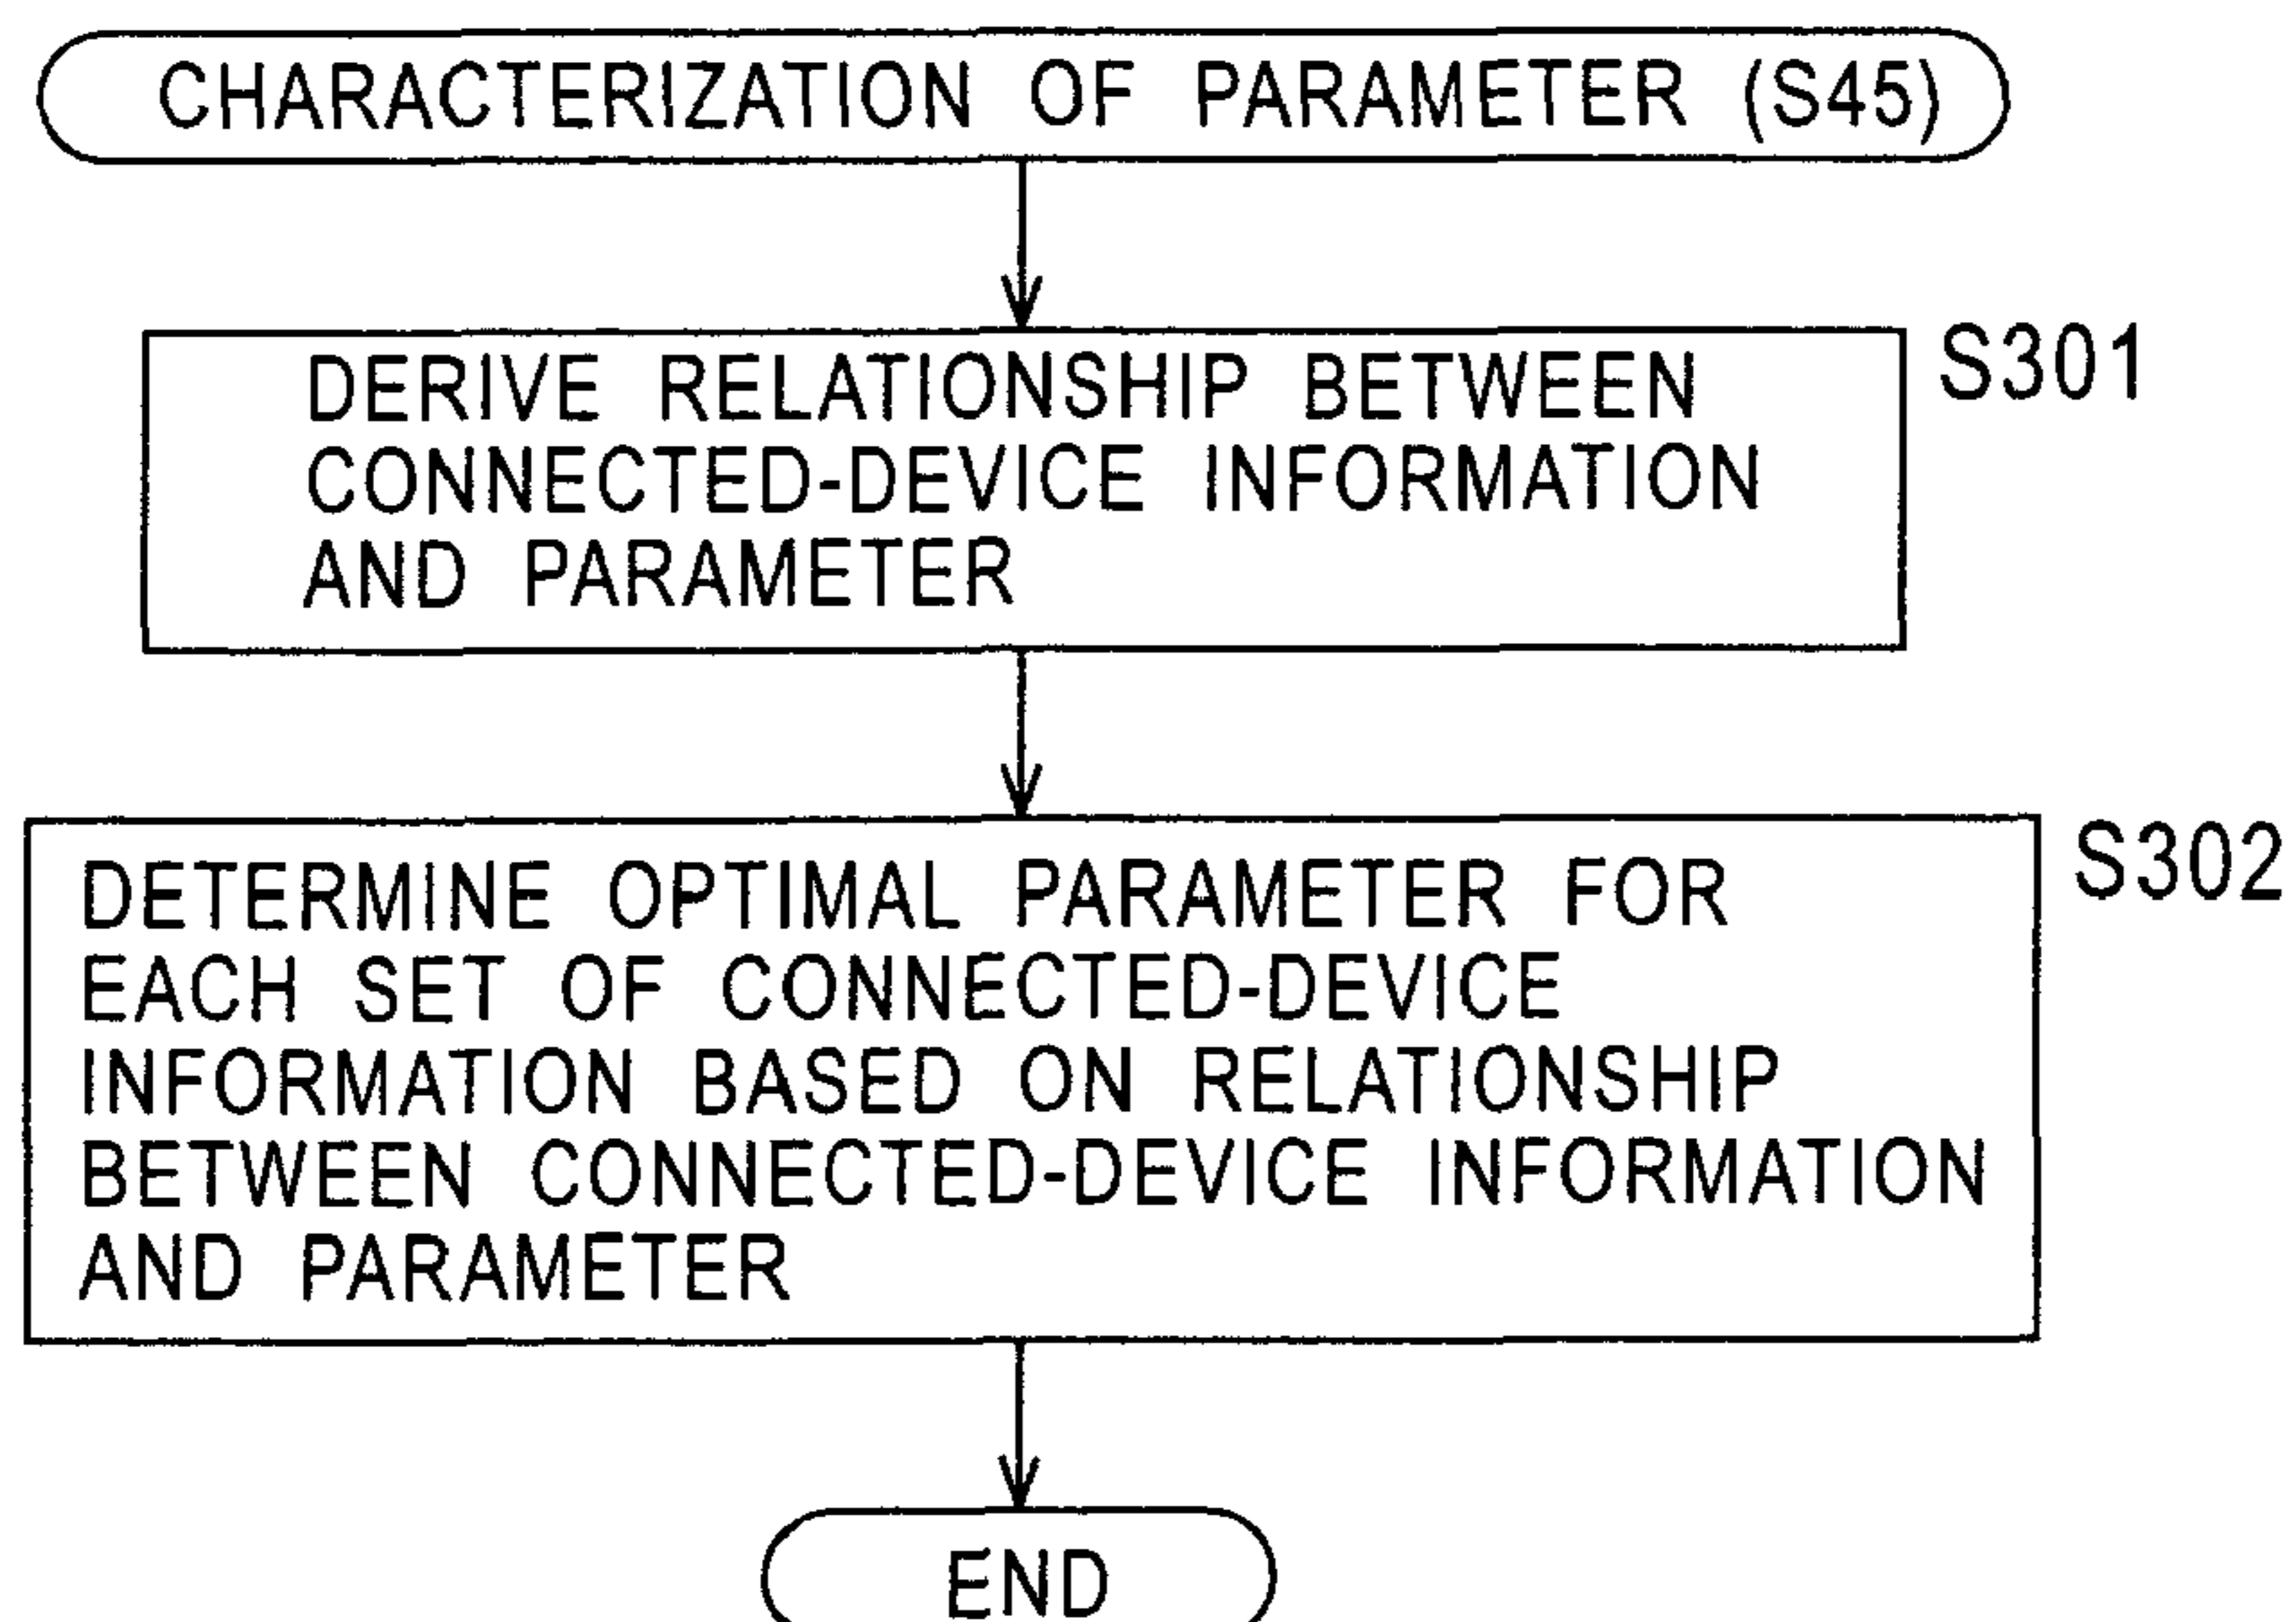 CHARACTERIZATION OF PARAMETER (S45)
DERIVE RELATIONSHIP BETWEEN
CONNECTED-DEVICE INFORMATION
AND PARAMETER
S301
DETERMINE OPTIMAL PARAMETER FOR
EACH SET OF CONNECTED-DEVICE
INFORMATION BASED ON RELATIONSHIP
BETWEEN CONNECTED-DEVICE INFORMATION
AND PARAMETER
S302
END